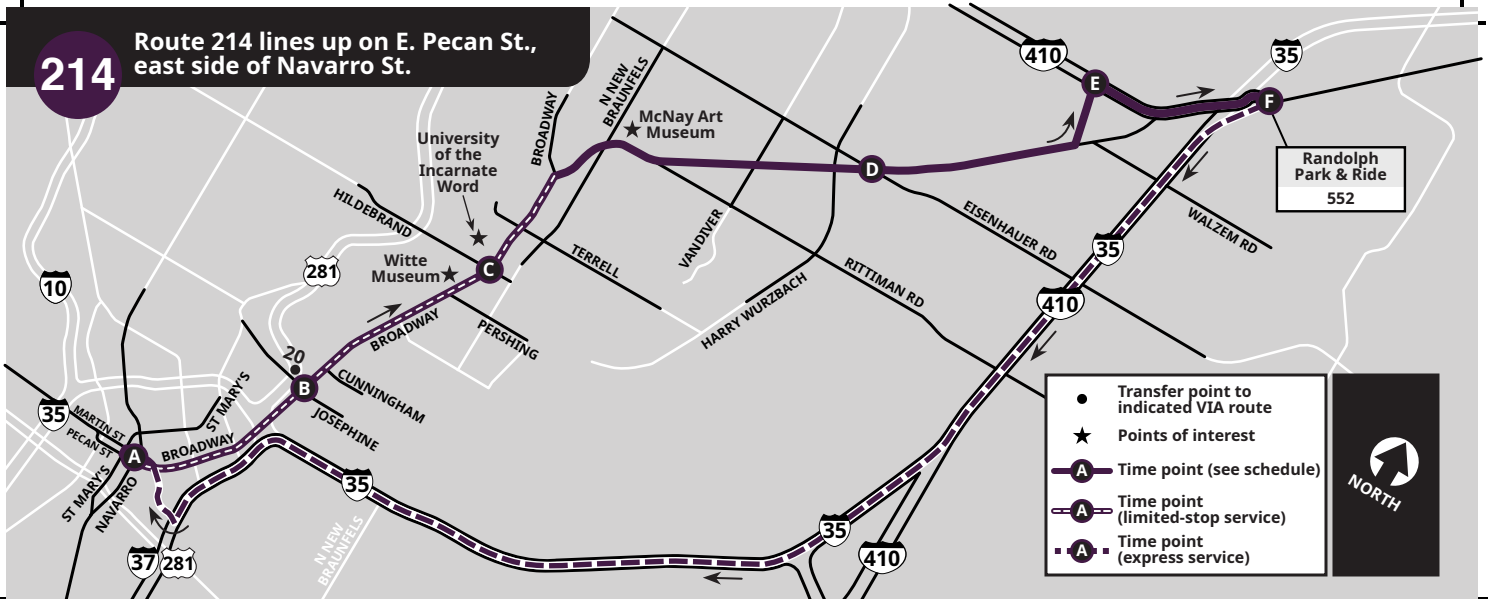 214
Route 214 lines up on E. Pecan St.,
east side of Navarro St.
410
35
E
F
Randolph
Park & Ride
552
N NEW
BRAUNFELS
BROADWAY
McNay Art
Museum
University
of the
Incarnate
Word
D
HILDEBRAND
VANDIVER
EISENHAUER RD
WALZEM RD
35
TERRELL
Witte
Museum
C
281
10
RITTIMAN RD
HARRY WURZBACH
410
BROADWAY
PERSHING
20
B
CUNNINGHAM
JOSEPHINE
ST MARY'S
35
MARTIN ST
PECAN ST
A
BROADWAY
ST MARY'S
NAVARRO
35
N NEW
BRAUNFELS
37
281
35
410
Transfer point to
indicated VIA route
Points of interest
A
Time point (see schedule)
A
Time point
(limited-stop service)
A
Time point
(express service)
NORTH